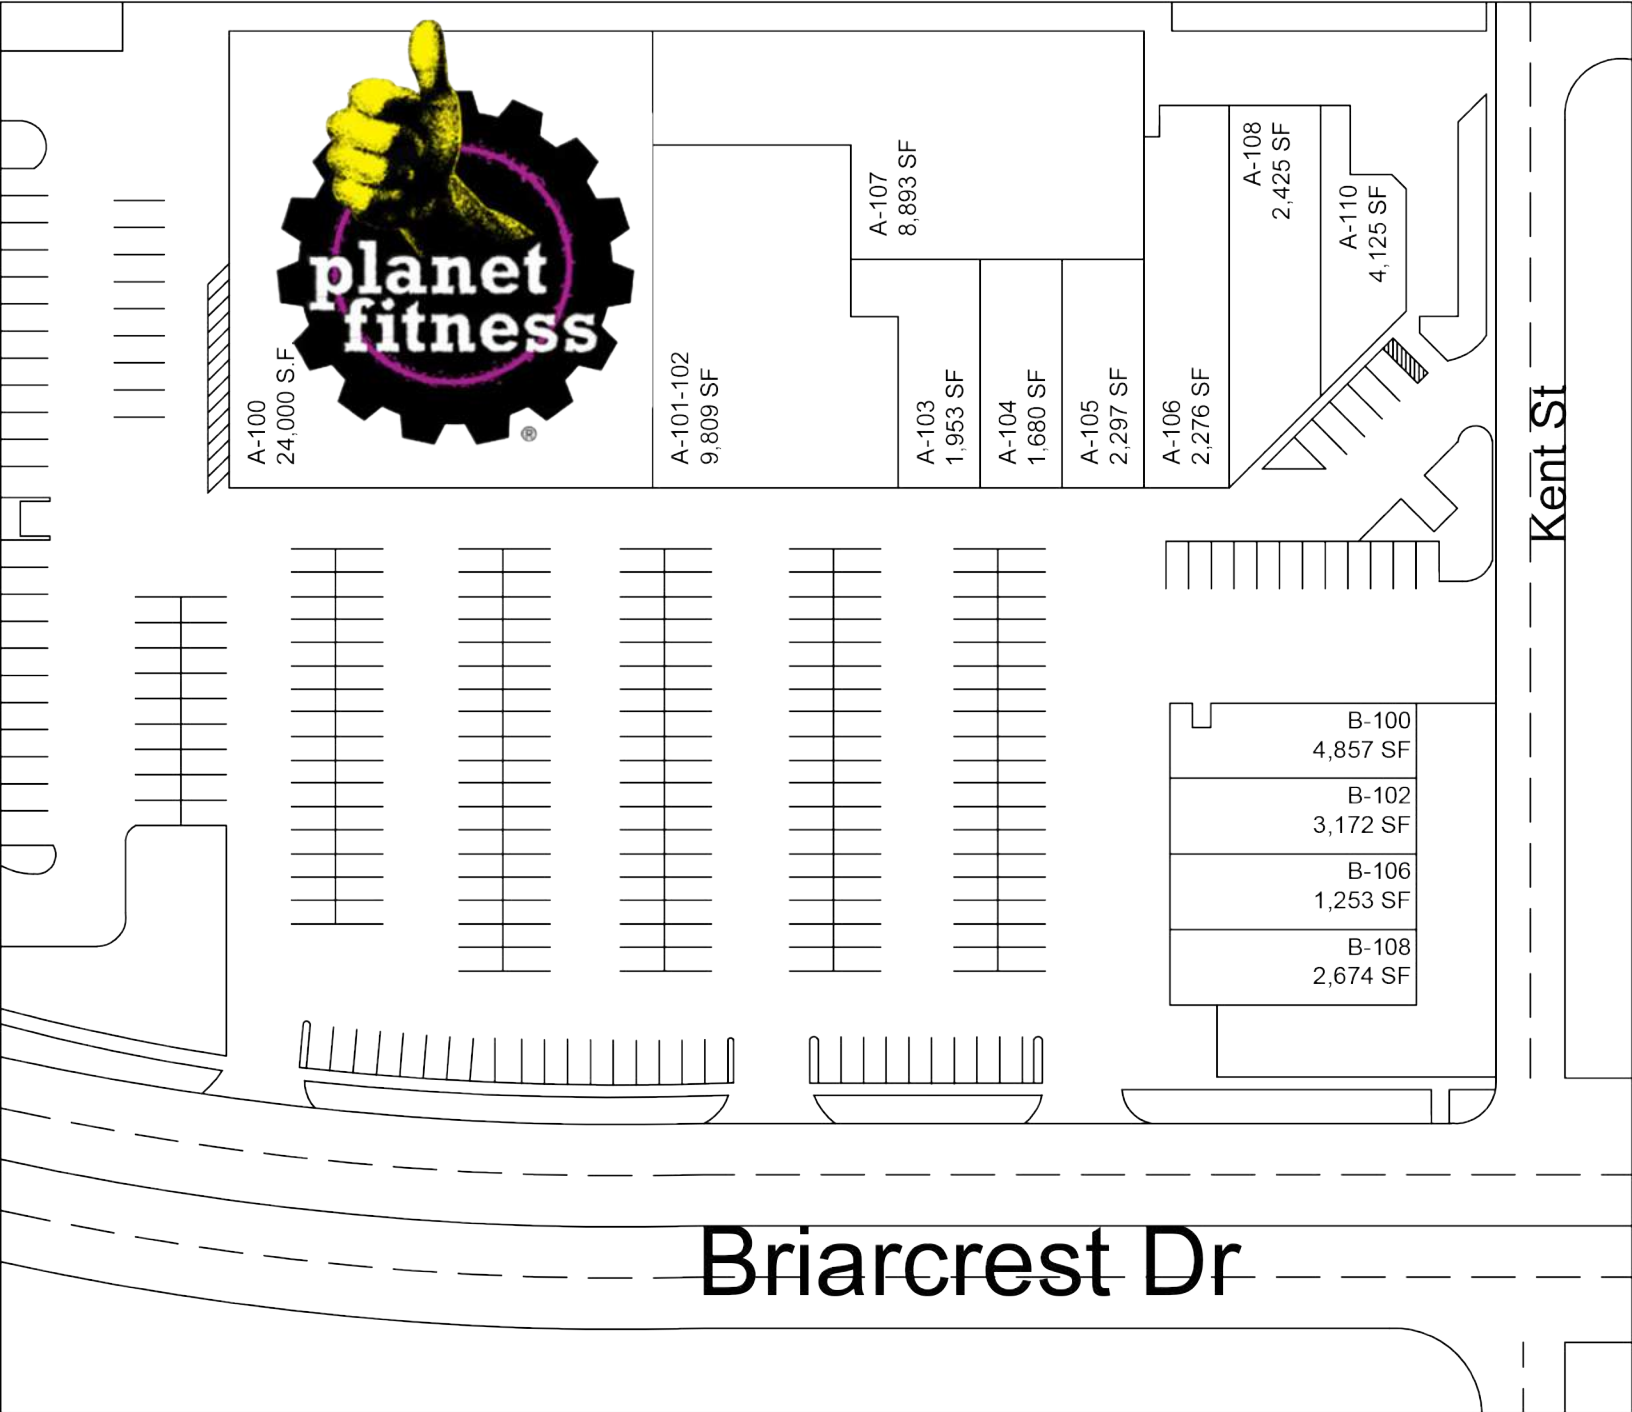 planet
fitness
®
A-100
24,000 S.F
A-101-102
9,809 SF
A-107
8,893 SF
A-103
1,953 SF
A-104
1,680 SF
A-105
2,297 SF
A-106
2,276 SF
A-108
2,425 SF
A-110
4,125 SF
Kent St
B-100
4,857 SF
B-102
3,172 SF
B-106
1,253 SF
B-108
2,674 SF
Briarcrest Dr